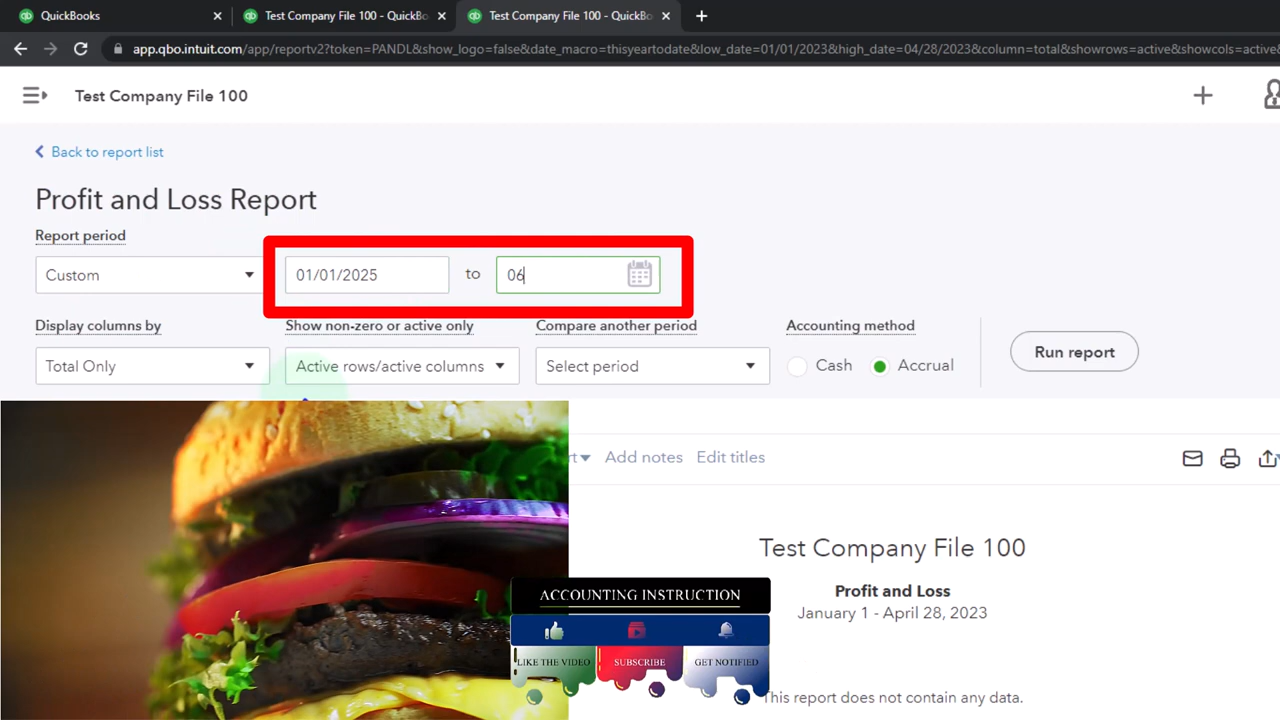 QuickBooks
Test Company File 100 - QuickBo
Test Company File 100 - QuickBo
app.qbo.intuit.com/app/reportv2?token=PANDL&show_logo=false&date_macro=thisyeartodate&low_date=01/01/2023&high_date=04/28/2023&column=total&showrows=active&showcols=active&
Test Company File 100
Back to report list
Profit and Loss Report
Report period
Custom 01/01/2025 to 06
Display columns by Show non-zero or active only Compare another period Accounting method
Total Only Active rows/active columns Select period Cash Accrual Run report
rt Add notes Edit titles
Test Company File 100
Profit and Loss
January 1 - April 28, 2023
This report does not contain any data.
ACCOUNTING INSTRUCTION
LIKE THE VIDEO SUBSCRIBE GET NOTIFIED